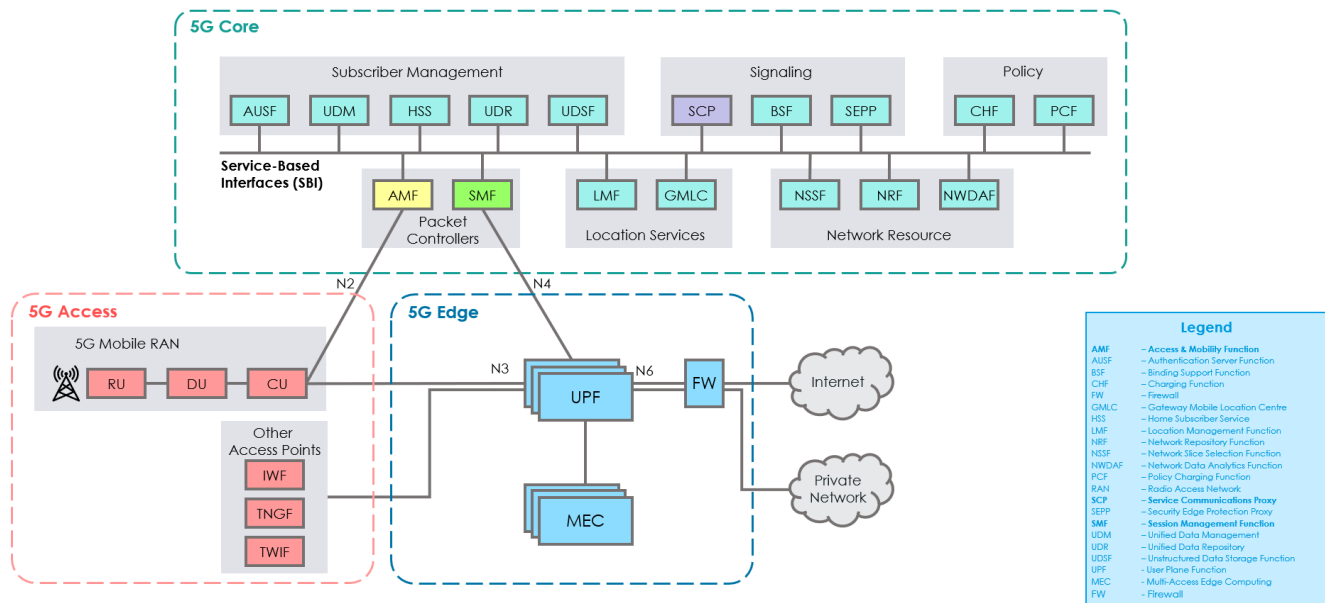 5G Core
Subscriber Management
Signaling
Policy
AUSF
UDM
HSS
UDR
UDSF
SCP
BSF
SEPP
CHF
PCF
Service-Based
Interfaces (SBI)
AMF
SMF
Packet
Controllers
LMF
GMLC
Location Services
NSSF
NRF
NWDAF
Network Resource
N2
N4
5G Access
5G Mobile RAN
RU
DU
CU
Other
Access Points
IWF
TNGF
TWIF
5G Edge
N3
UPF
N6
FW
MEC
Internet
Private
Network
Legend
AMF – Access & Mobility Function
AUSF – Authentication Server Function
BSF – Binding Support Function
CHF – Charging Function
FW – Firewall
GMLC – Gateway Mobile Location Centre
HSS – Home Subscriber Service
LMF – Location Management Function
NRF – Network Repository Function
NSSF – Network Slice Selection Function
NWDAF – Network Data Analytics Function
PCF – Policy Charging Function
RAN – Radio Access Network
SCP – Service Communications Proxy
SEPP – Security Edge Protection Proxy
SMF – Session Management Function
UDM – Unified Data Management
UDR – Unified Data Repository
UDSF – Unstructured Data Storage Function
UPF - User Plane Function
MEC - Multi-Access Edge Computing
FW - Firewall